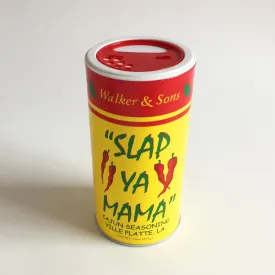 Walker & Sons
"SLAP
YA
MAMA"
CAJUN SEASONING
VILLE PLATTE, LA